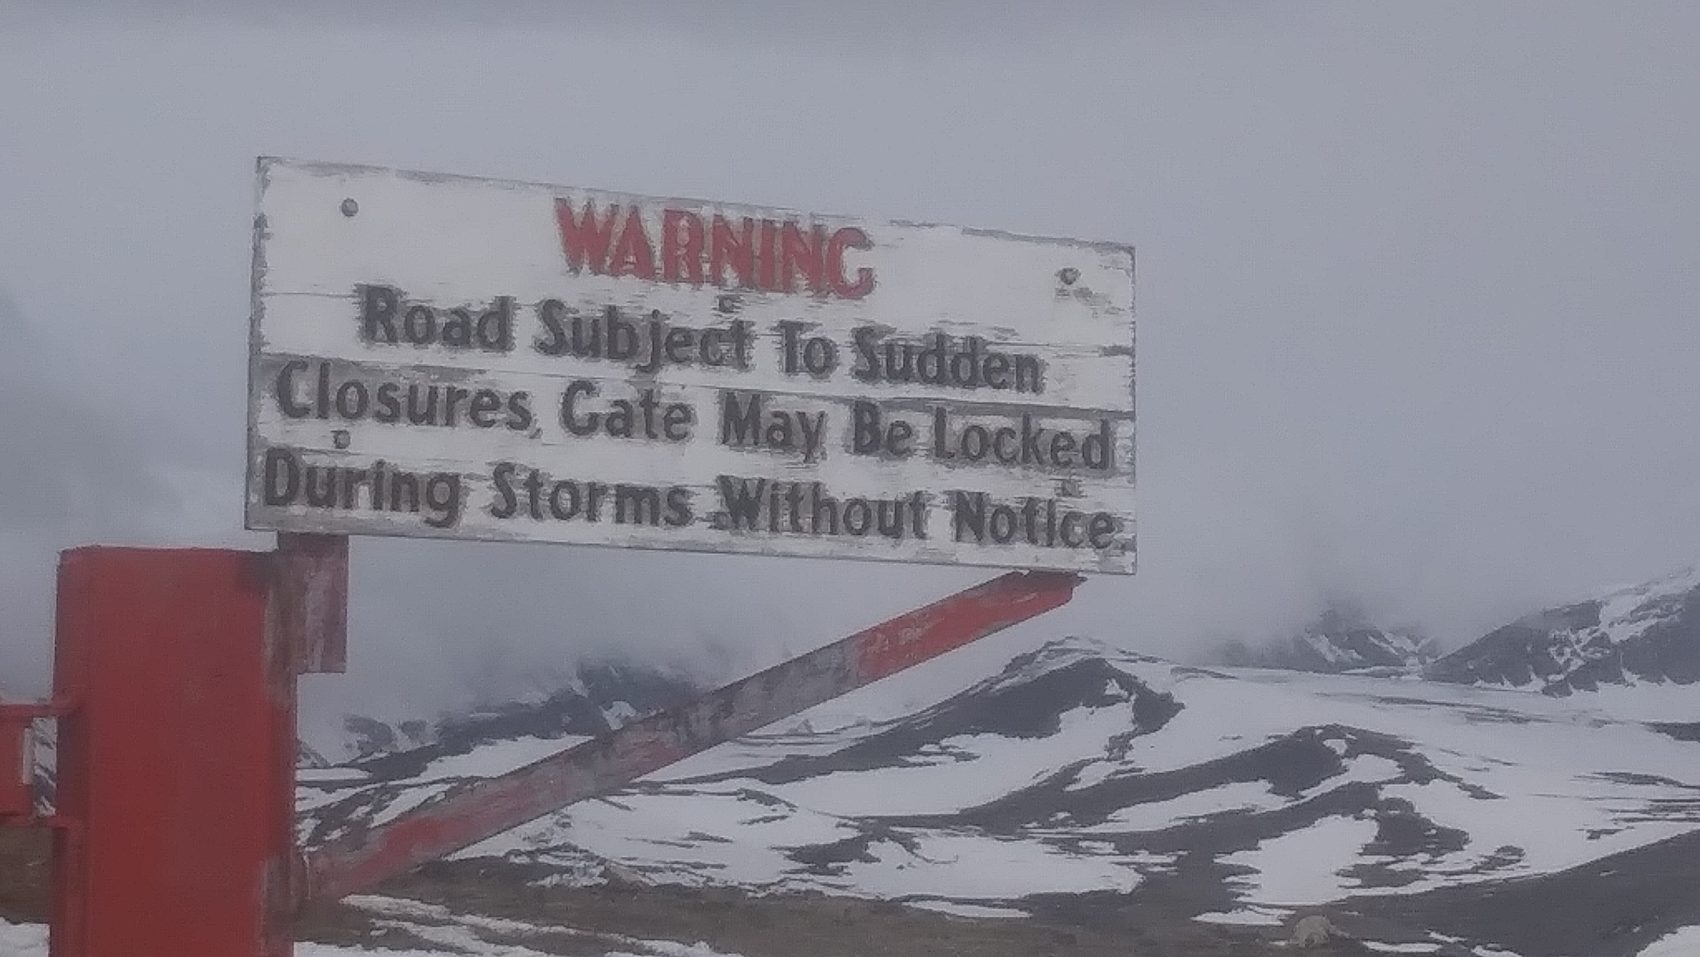 WARNING
Road Subject To Sudden
Closures, Gate May Be Locked
During Storms Without Notice.